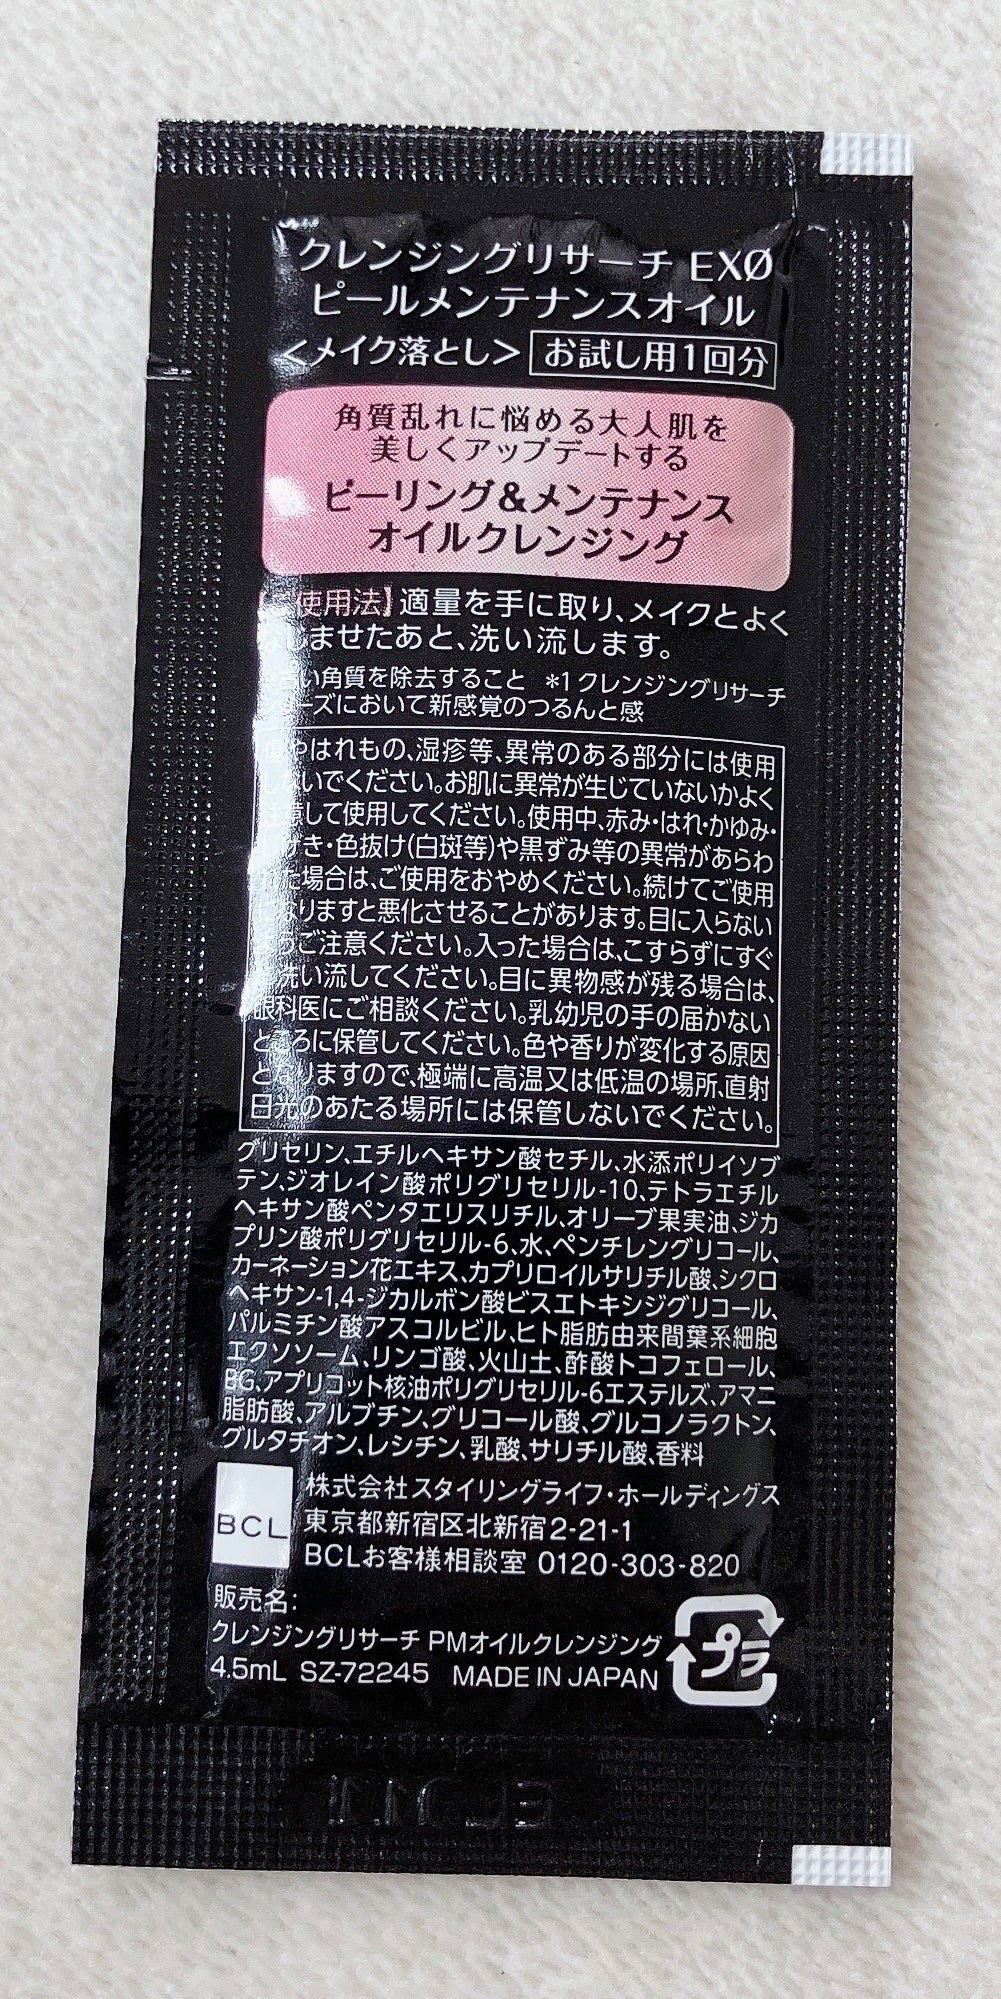 クレンジングリサーチ EXØ
ピールメンテナンスオイル
<メイク落とし> お試し用1回分
角質乱れに悩める大人肌を
美しくアップデートする
ピーリング&メンテナンス
オイルクレンジング
使用法】適量を手に取り、メイクとよく
じませたあと、洗い流します。
い角質を除去すること *1 クレンジングリサーチ
ーズにおいて新感覚のつるんと感
傷やはれもの、湿疹等、異常のある部分には使用
しないでください。お肌に異常が生じていないかよく
注意して使用してください。使用中、赤み・はれ・かゆみ・
き・色抜け(白斑等)や黒ずみ等の異常があらわ
た場合は、ご使用をおやめください。続けてご使用
になりますと悪化させることがあります。目に入らない
うご注意ください。入った場合は、こすらずにすぐ
洗い流してください。目に異物感が残る場合は、
眼科医にご相談ください。乳幼児の手の届かない
ところに保管してください。色や香りが変化する原因
となりますので、極端に高温又は低温の場所、直射
日光のあたる場所には保管しないでください。
グリセリン、エチルヘキサン酸セチル、水添ポリイソブ
テン、ジオレイン酸ポリグリセリル-10、テトラエチル
ヘキサン酸ペンタエリスリチル、オリーブ果実油、ジカ
プリン酸ポリグリセリル-6、水、ペンチレングリコール、
カーネーション花エキス、カプリロイルサリチル酸、シクロ
ヘキサン-1,4-ジカルボン酸ビスエトキシジグリコール、
パルミチン酸アスコルビル、ヒト脂肪由来間葉系細胞
エクソソーム、リンゴ酸、火山土、酢酸トコフェロール、
BG、アプリコット核油ポリグリセリル-6エステルズ、アマニ
脂肪酸、アルブチン、グリコール酸、グルコノラクトン、
グルタチオン、レシチン、乳酸、サリチル酸、香料
BCL
株式会社スタイリングライフ・ホールディングス
東京都新宿区北新宿2-21-1
BCLお客様相談室 0120-303-820
販売名:
クレンジングリサーチ PMオイルクレンジング
4.5mL SZ-72245 MADE IN JAPAN
プラ